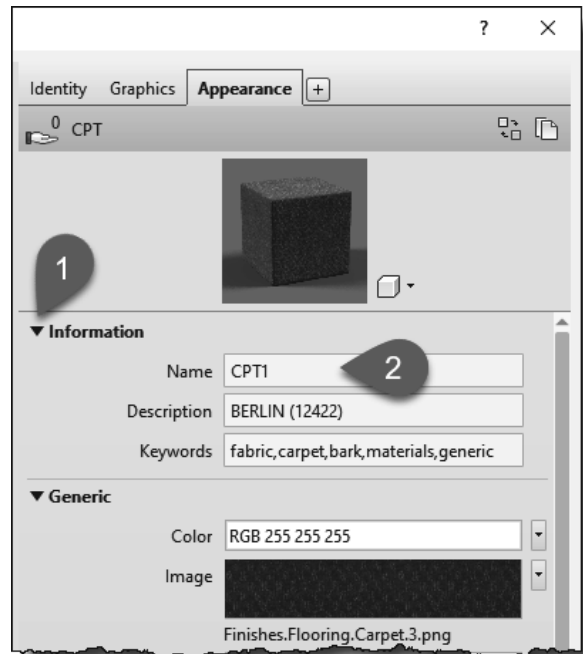 ?
Identity Graphics Appearance +
0 CPT
1
Information
Name CPT1 2
Description BERLIN (12422)
Keywords fabric,carpet,bark,materials,generic
Generic
Color RGB 255 255 255
Image
Finishes.Flooring.Carpet.3.png